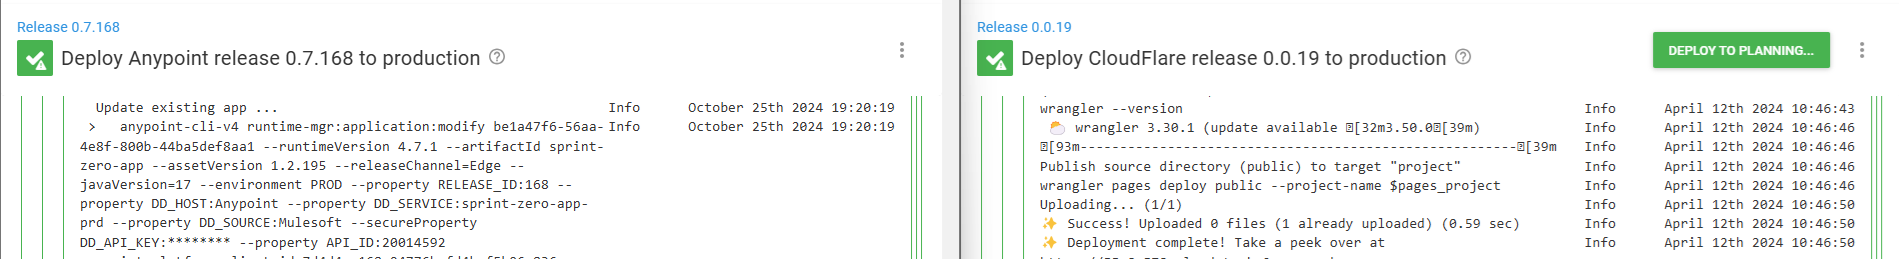 Release 0.7.168
Deploy Anypoint release 0.7.168 to production
Update existing app ... Info October 25th 2024 19:20:19
> anypoint-cli-v4 runtime-mgr:application:modify be1a47f6-56aa- Info October 25th 2024 19:20:19
4e8f-800b-44ba5def8aa1 --runtimeVersion 4.7.1 --artifactId sprint-
zero-app --assetVersion 1.2.195 --releaseChannel=Edge --
javaVersion=17 --environment PROD --property RELEASE_ID:168 --
property DD_HOST:Anypoint --property DD_SERVICE:sprint-zero-app-
prd --property DD_SOURCE:Mulesoft --secureProperty
DD_API_KEY:******** --property API_ID:20014592
Release 0.0.19
Deploy CloudFlare release 0.0.19 to production
DEPLOY TO PLANNING...
wrangler --version Info April 12th 2024 10:46:43
wrangler 3.30.1 (update available [32m3.50.0[39m) Info April 12th 2024 10:46:46
[93m-------------------------------------------------------[39m Info April 12th 2024 10:46:46
Publish source directory (public) to target "project" Info April 12th 2024 10:46:46
wrangler pages deploy public --project-name $pages_project Info April 12th 2024 10:46:46
Uploading... (1/1) Info April 12th 2024 10:46:50
✨ Success! Uploaded 0 files (1 already uploaded) (0.59 sec) Info April 12th 2024 10:46:50
✨ Deployment complete! Take a peek over at Info April 12th 2024 10:46:50